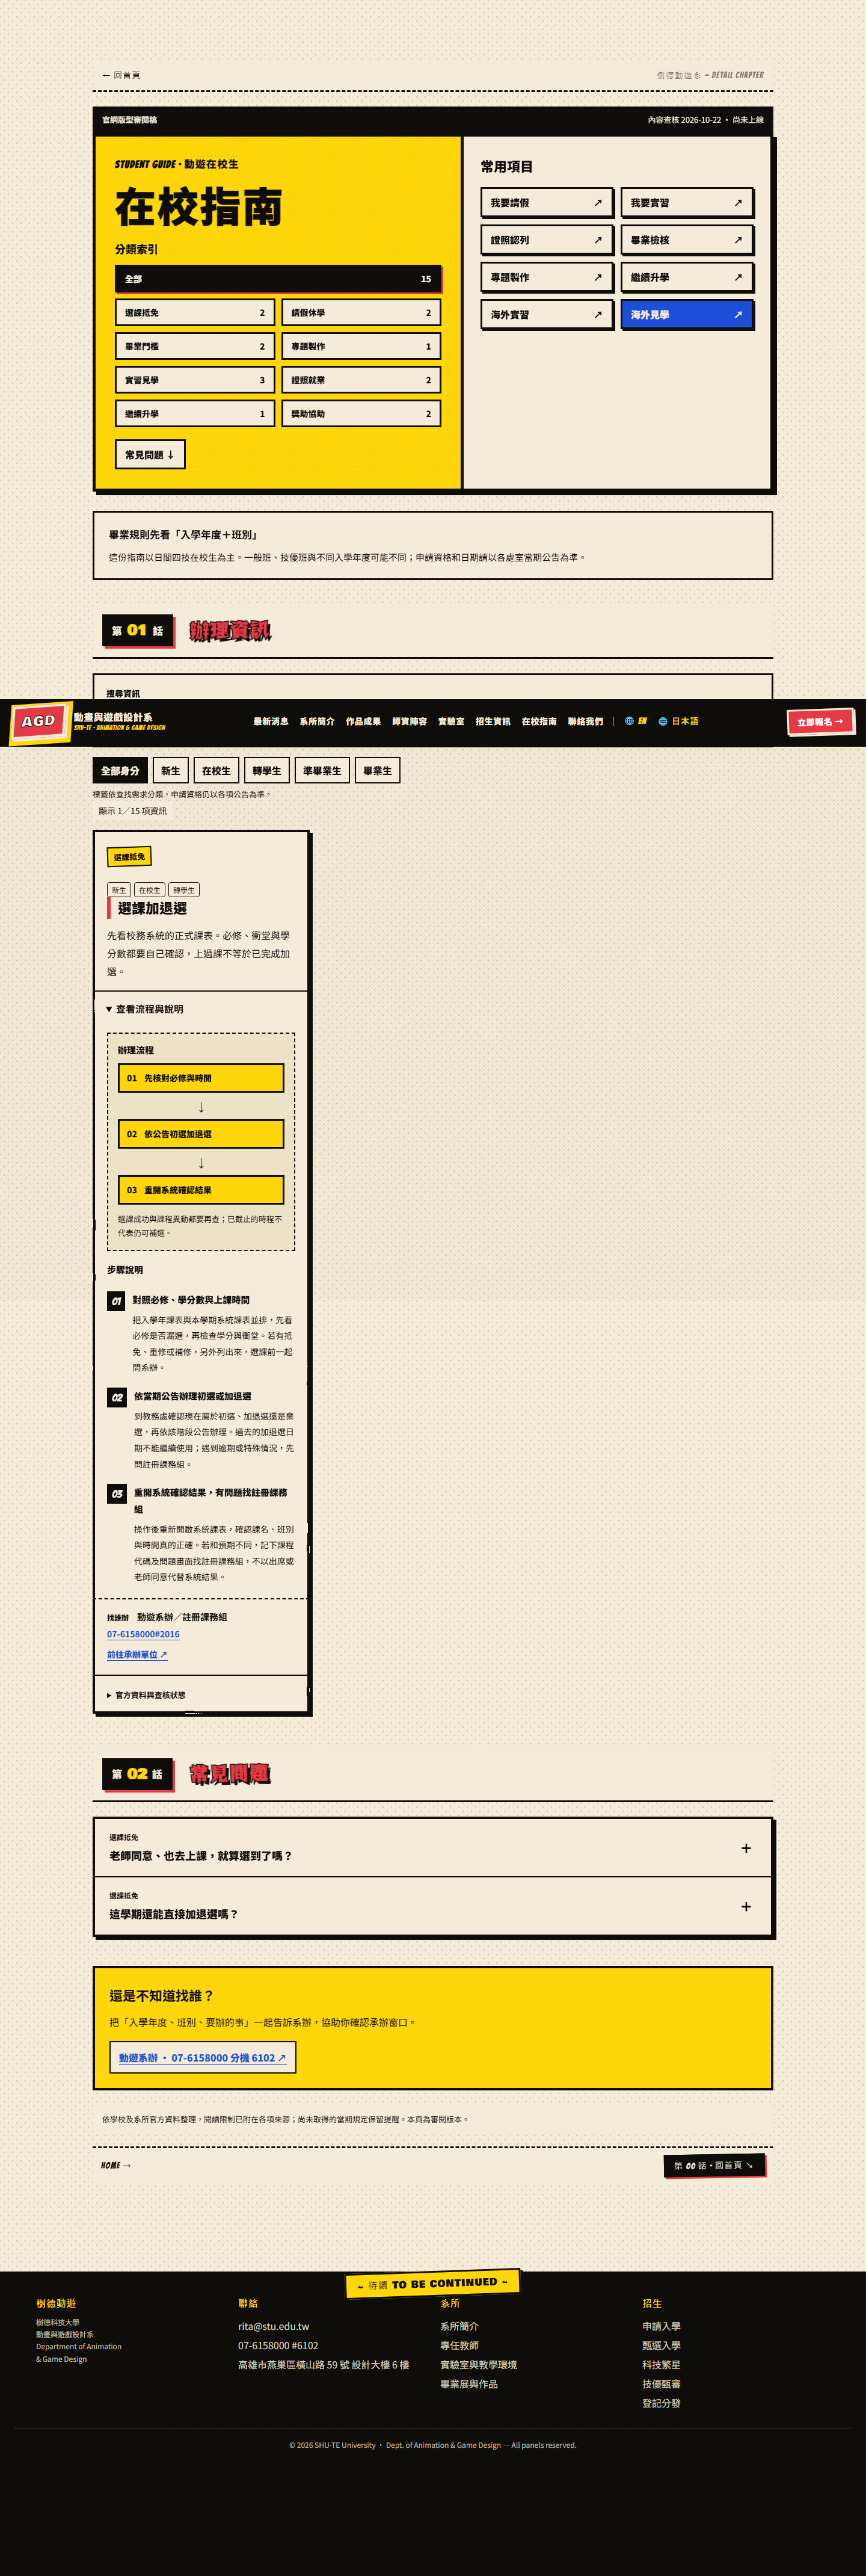 ← 回首頁
樹德動遊系 — DETAIL CHAPTER
官網版型審閱稿
內容查核 2026-10-22 · 尚未上線
STUDENT GUIDE · 動遊在校生
在校指南
分類索引
全部 15
選課抵免 2
請假休學 2
畢業門檻 2
專題製作 1
實習見學 3
證照就業 2
繼續升學 1
獎助協助 2
常見問題 ↓
常用項目
我要請假 ↗
我要實習 ↗
證照認列 ↗
畢業檢核 ↗
專題製作 ↗
繼續升學 ↗
海外實習 ↗
海外見學 ↗
畢業規則先看「入學年度＋班別」
這份指南以日間四技在校生為主。一般班、技優班與不同入學年度可能不同；申請資格和日期請以各處室當期公告為準。
第 01 話
辦理資訊
搜尋資訊
AGD
動畫與遊戲設計系
SHU-TE · ANIMATION & GAME DESIGN
最新消息
系所簡介
作品成果
師資陣容
實驗室
招生資訊
在校指南
聯絡我們
EN
日本語
立即報名 →
全部身分
新生
在校生
轉學生
準畢業生
畢業生
標籤依查找需求分類，申請資格仍以各項公告為準。
顯示 1／15 項資訊
選課抵免
新生
在校生
轉學生
選課加退選
先看校務系統的正式課表。必修、衝堂與學
分數都要自己確認，上過課不等於已完成加
選。
▼ 查看流程與說明
辦理流程
01 先核對必修與時間
↓
02 依公告初選加退選
↓
03 重開系統確認結果
選課成功與課程異動都要再查；已截止的時程不
代表仍可補選。
步驟說明
01
對照必修、學分數與上課時間
把入學年課表與本學期系統課表並排，先看
必修是否漏選，再檢查學分與衝堂。若有抵
免、重修或補修，另外列出來，選課前一起
問系辦。
02
依當期公告辦理初選或加退選
到教務處確認現在屬於初選、加退選還是棄
選，再依該階段公告辦理。過去的加退選日
期不能繼續使用；遇到逾期或特殊情況，先
問註冊課務組。
03
重開系統確認結果，有問題找註冊課務
組
操作後重新開啟系統課表，確認課名、班別
與時間真的正確。若和預期不同，記下課程
代碼及問題畫面找註冊課務組，不以出席或
老師同意代替系統結果。
找誰辦 動遊系辦／註冊課務組
07-6158000#2016
前往承辦單位 ↗
▶ 官方資料與查核狀態
第 02 話
常見問題
選課抵免
老師同意、也去上課，就算選到了嗎？
+
選課抵免
這學期還能直接加退選嗎？
+
還是不知道找誰？
把「入學年度、班別、要辦的事」一起告訴系辦，協助你確認承辦窗口。
動遊系辦 · 07-6158000 分機 6102 ↗
依學校及系所官方資料整理，閱讀限制已附在各項來源；尚未取得的當期規定保留提醒。本頁為審閱版本。
HOME →
第 00 話 · 回首頁 ↘
~ 待續 TO BE CONTINUED ~
樹德動遊
樹德科技大學
動畫與遊戲設計系
Department of Animation
& Game Design
聯絡
rita@stu.edu.tw
07-6158000 #6102
高雄市燕巢區橫山路 59 號 設計大樓 6 樓
系所
系所簡介
專任教師
實驗室與教學環境
畢業展與作品
招生
申請入學
甄選入學
科技繁星
技優甄審
登記分發
© 2026 SHU-TE University · Dept. of Animation & Game Design — All panels reserved.